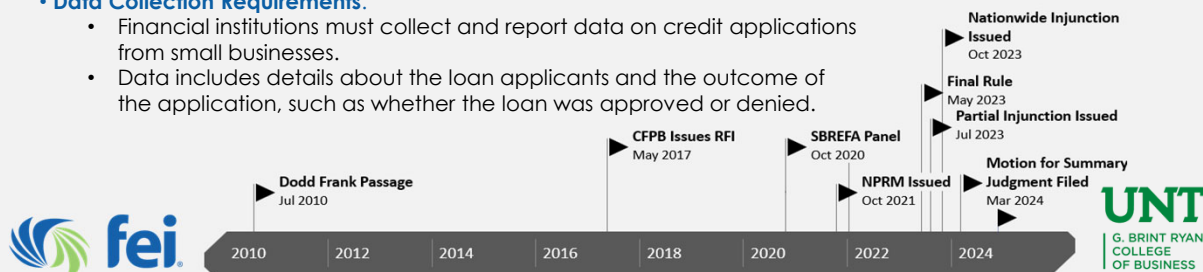 • Data Collection Requirements:
• Financial institutions must collect and report data on credit applications
from small businesses.
• Data includes details about the loan applicants and the outcome of
the application, such as whether the loan was approved or denied.
Nationwide Injunction
Issued
Oct 2023
Final Rule
May 2023
Partial Injunction Issued
Jul 2023
CFPB Issues RFI
May 2017
SBREFA Panel
Oct 2020
Motion for Summary
Judgment Filed
Mar 2024
Dodd Frank Passage
Jul 2010
NPRM Issued
Oct 2021
2010
2012
2014
2016
2018
2020
2022
2024
fei
UNT
G. BRINT RYAN
COLLEGE
OF BUSINESS